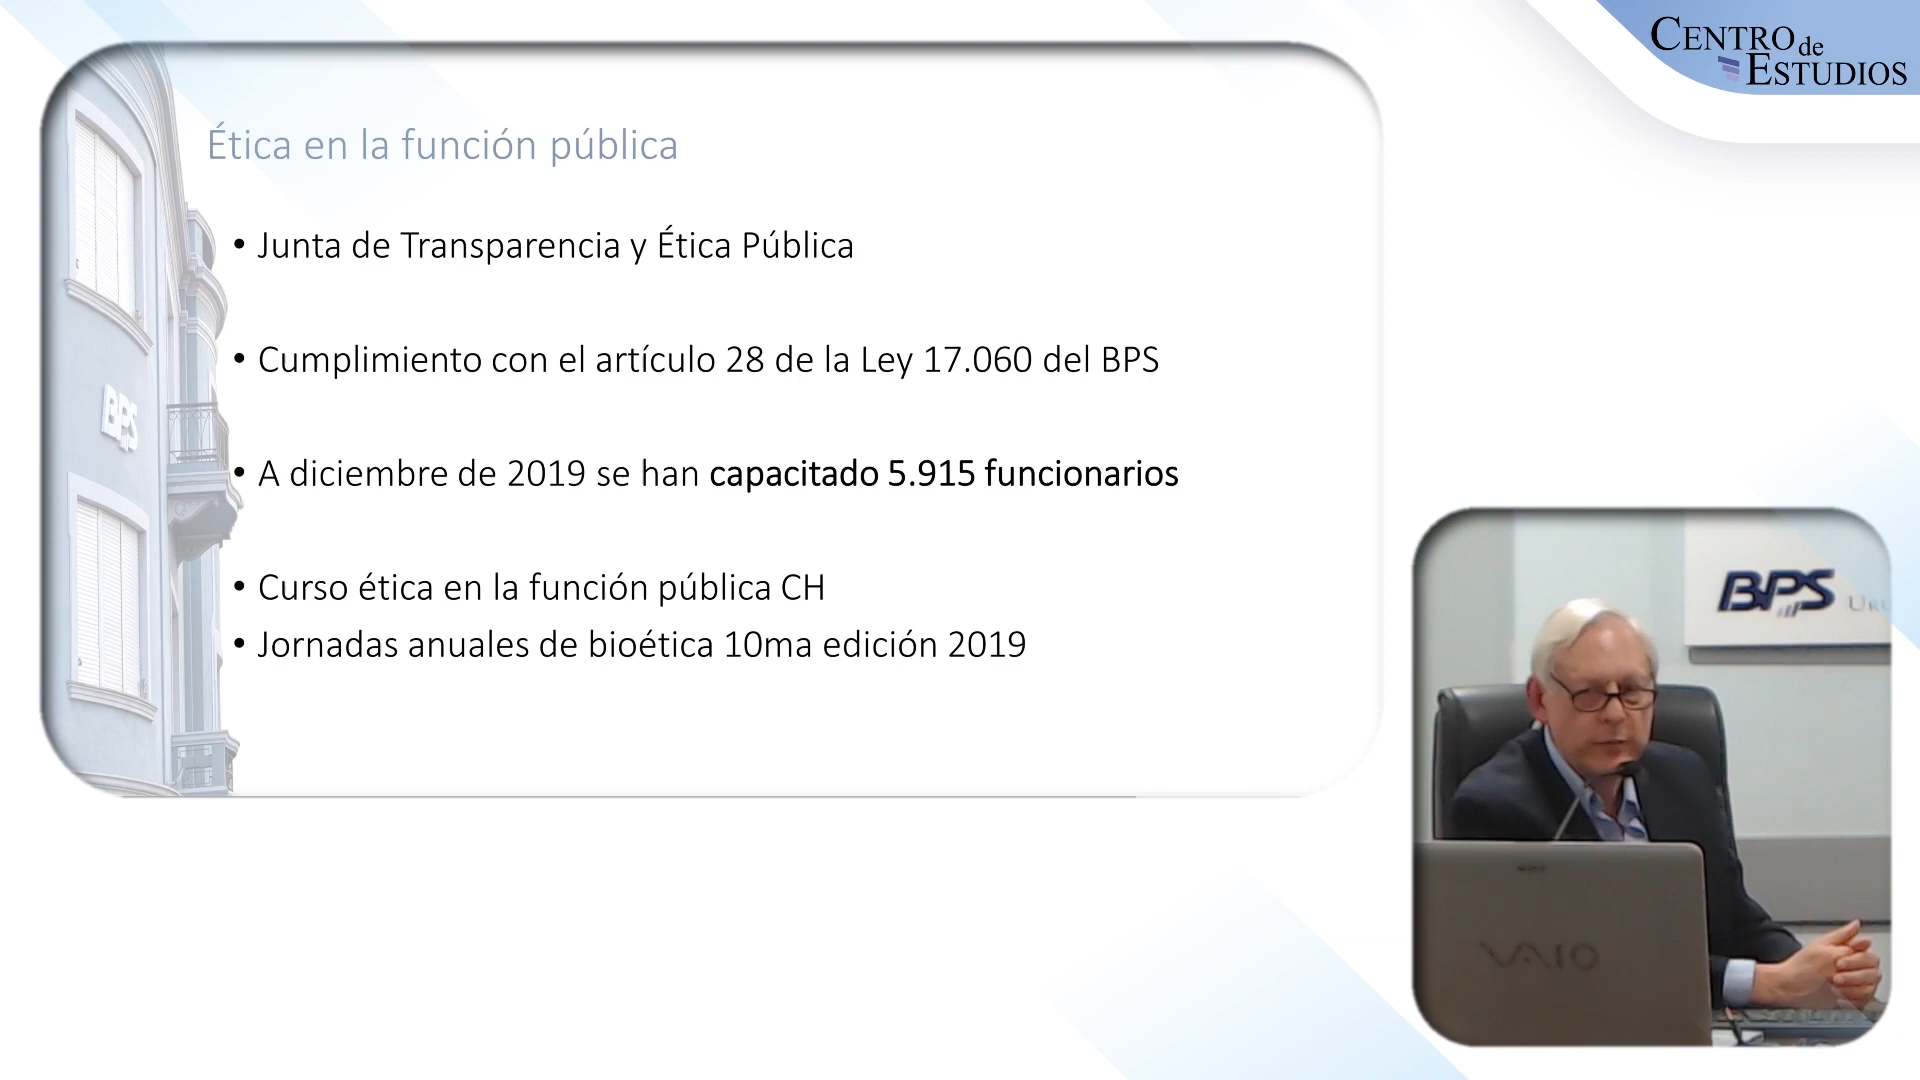 CENTRO de
ESTUDIOS
Ética en la función pública
• Junta de Transparencia y Ética Pública
• Cumplimiento con el artículo 28 de la Ley 17.060 del BPS
• A diciembre de 2019 se han capacitado 5.915 funcionarios
• Curso ética en la función pública CH
• Jornadas anuales de bioética 10ma edición 2019
BPS
BPS
VAIO